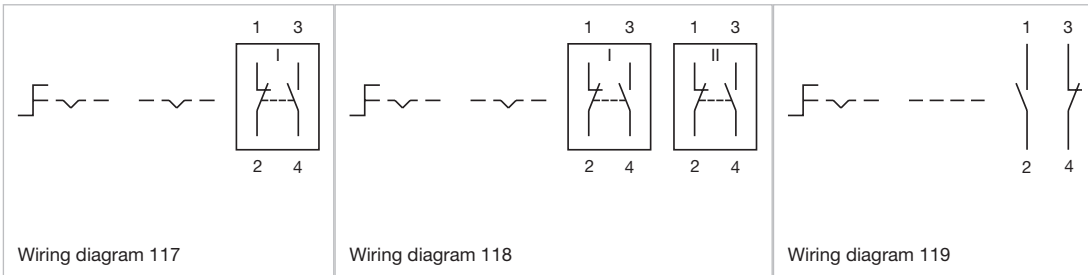 1 3
I
2 4
Wiring diagram 117
1 3 1 3
I II
2 4 2 4
Wiring diagram 118
1 3
2 4
Wiring diagram 119